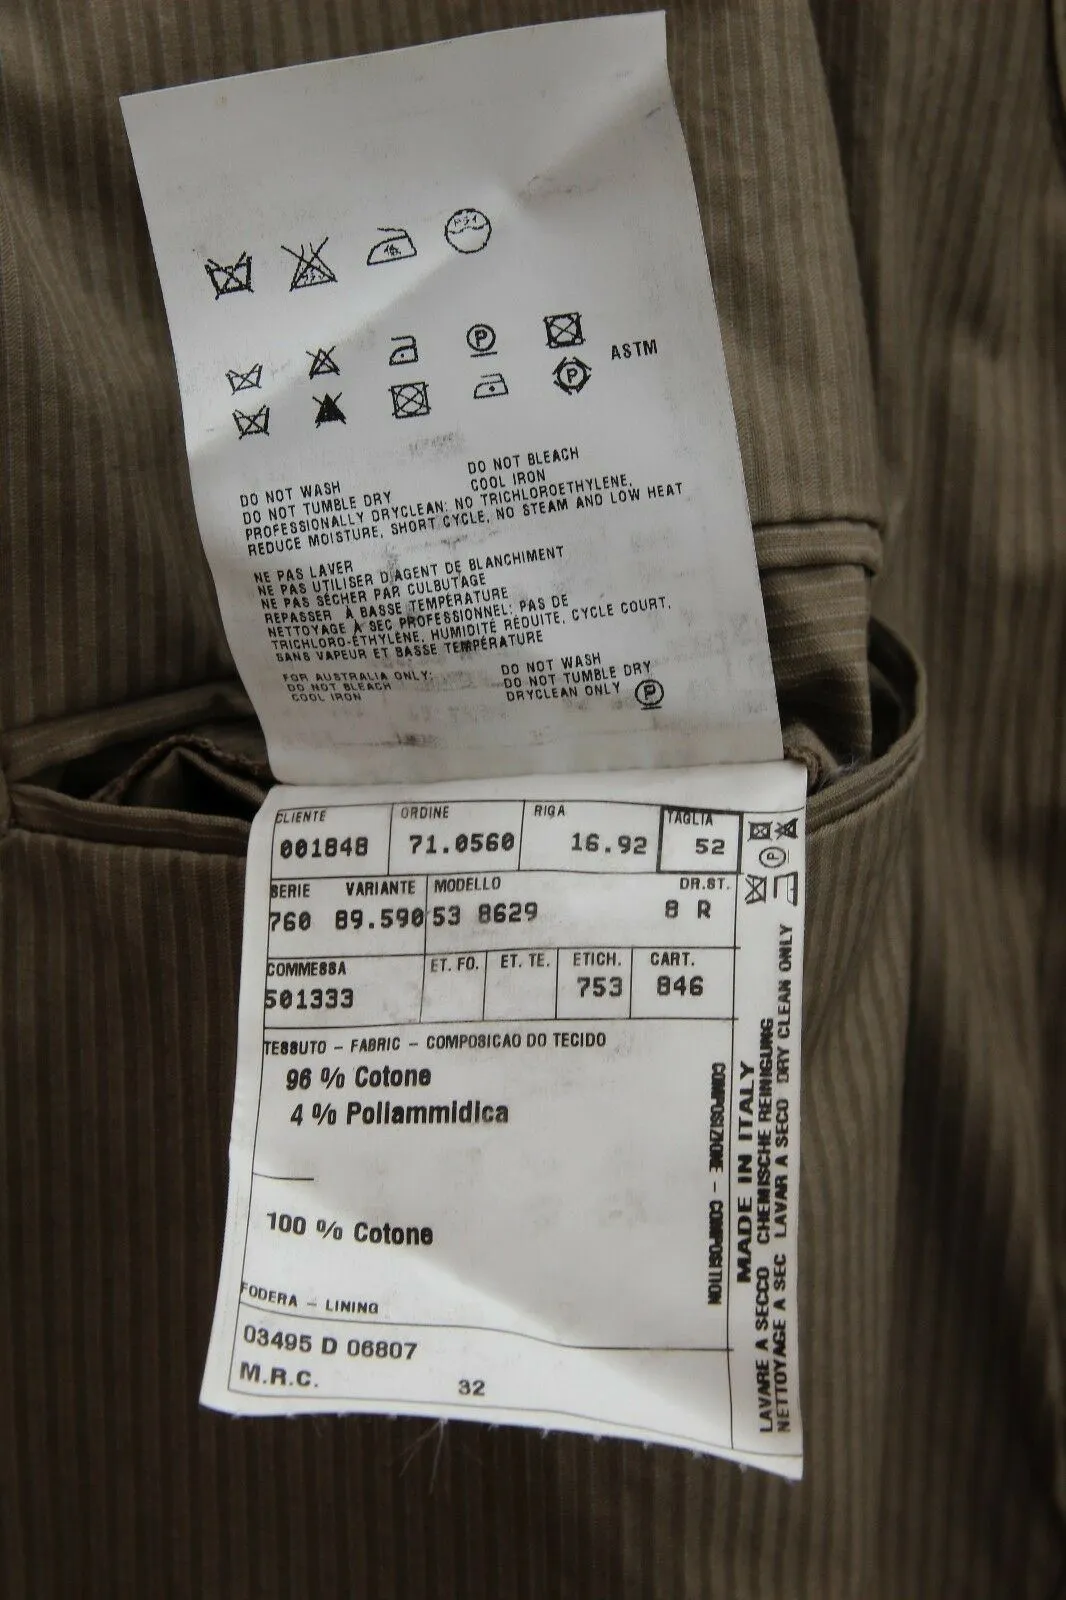 ASTM
DO NOT WASH DO NOT BLEACH
DO NOT TUMBLE DRY COOL IRON
PROFESSIONALLY DRYCLEAN: NO TRICHLOROETHYLENE,
REDUCE MOISTURE, SHORT CYCLE, NO STEAM AND LOW HEAT
NE PAS LAVER
NE PAS UTILISER D'AGENT DE BLANCHIMENT
NE PAS SÉCHER PAR CULBUTAGE
REPASSER À BASSE TEMPÉRATURE
NETTOYAGE À SEC PROFESSIONNEL: PAS DE
TRICHLORO-ÉTHYLÈNE, HUMIDITÉ RÉDUITE, CYCLE COURT,
SANS VAPEUR ET BASSE TEMPÉRATURE
FOR AUSTRALIA ONLY: DO NOT WASH
DO NOT BLEACH DO NOT TUMBLE DRY
COOL IRON DRYCLEAN ONLY P
CLIENTE ORDINE RIGA TAGLIA
001848 71.0560 16.92 52
SERIE VARIANTE MODELLO DR.ST.
760 89.590 53 8629 8 R
COMMESSA ET. FO. ET. TE. ETICH. CART.
501333 753 846
TESSUTO - FABRIC - COMPOSICAO DO TECIDO
96 % Cotone
4 % Poliammidica
100 % Cotone
FODERA - LINING
03495 D 06807
M.R.C. 32
COMPOSIZIONE - COMPOSITION
MADE IN ITALY
LAVARE A SECCO CHEMISCHE REINIGUNG
NETTOYAGE A SEC LAVAR A SECO DRY CLEAN ONLY